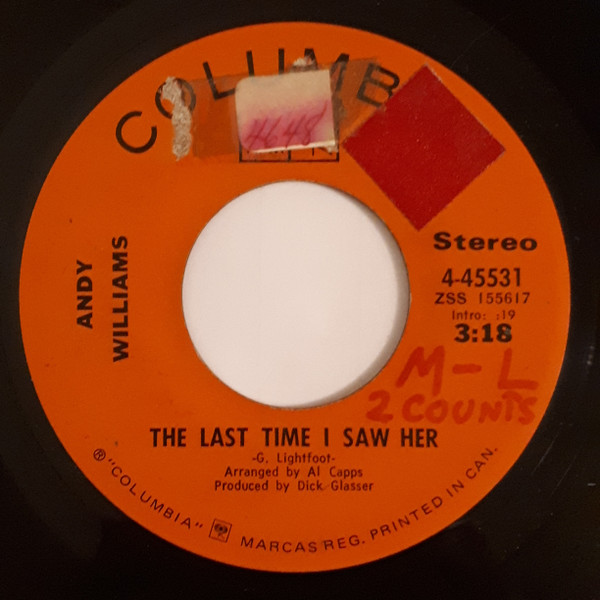 COLUMB
Stereo
4-45531
ZSS 155617
Intro: :19
3:18
ANDY
WILLIAMS
M-L
2 COUNTS
THE LAST TIME I SAW HER
-G. Lightfoot-
Arranged by Al Capps
Produced by Dick Glasser
® "COLUMBIA" MARCAS REG. PRINTED IN CAN.